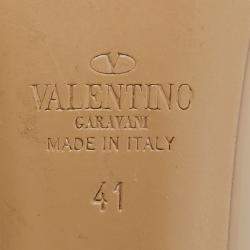 VALENTINO
GARAVANI
MADE IN ITALY
41